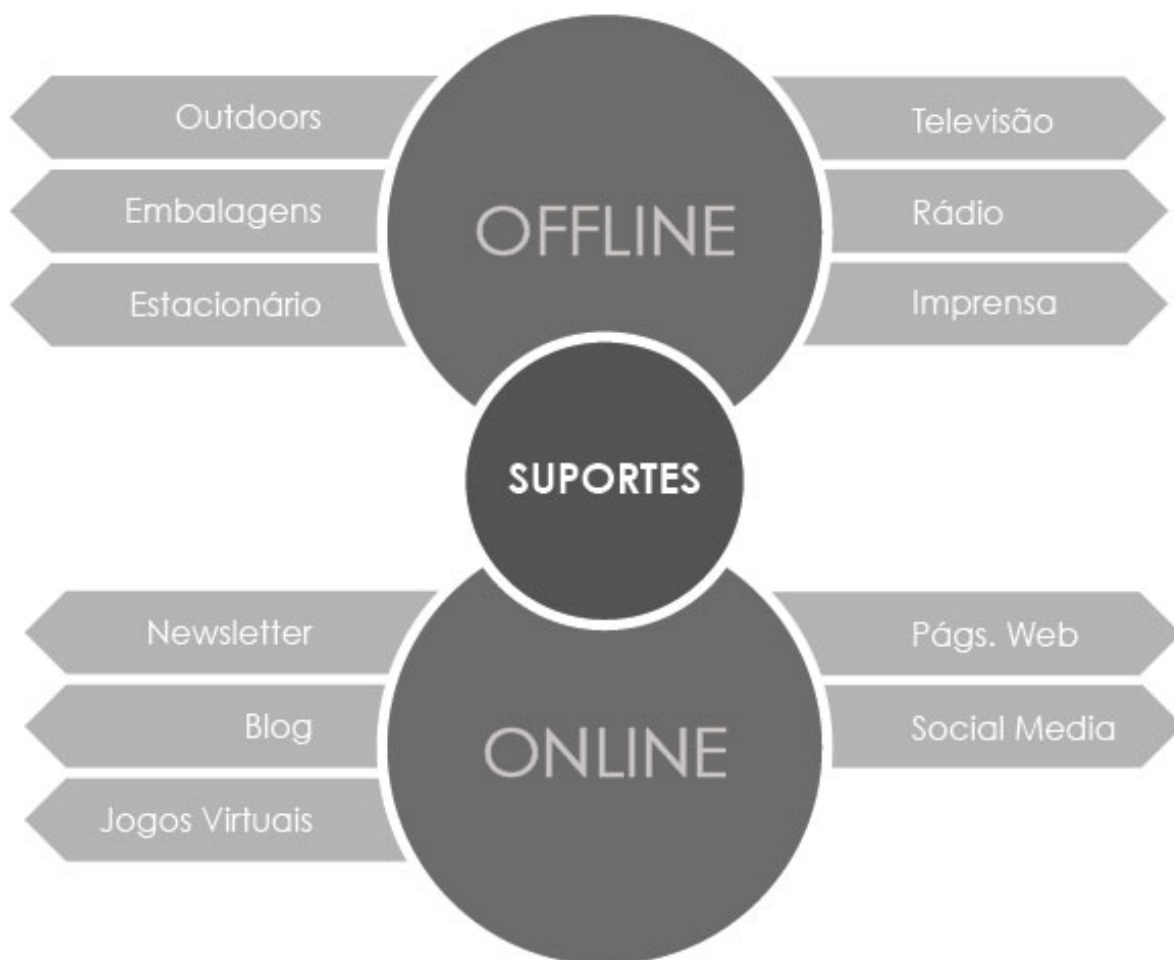 Outdoors
Embalagens
Estacionário
OFFLINE
Televisão
Rádio
Imprensa
SUPORTES
Newsletter
Blog
Jogos Virtuais
ONLINE
Págs. Web
Social Media